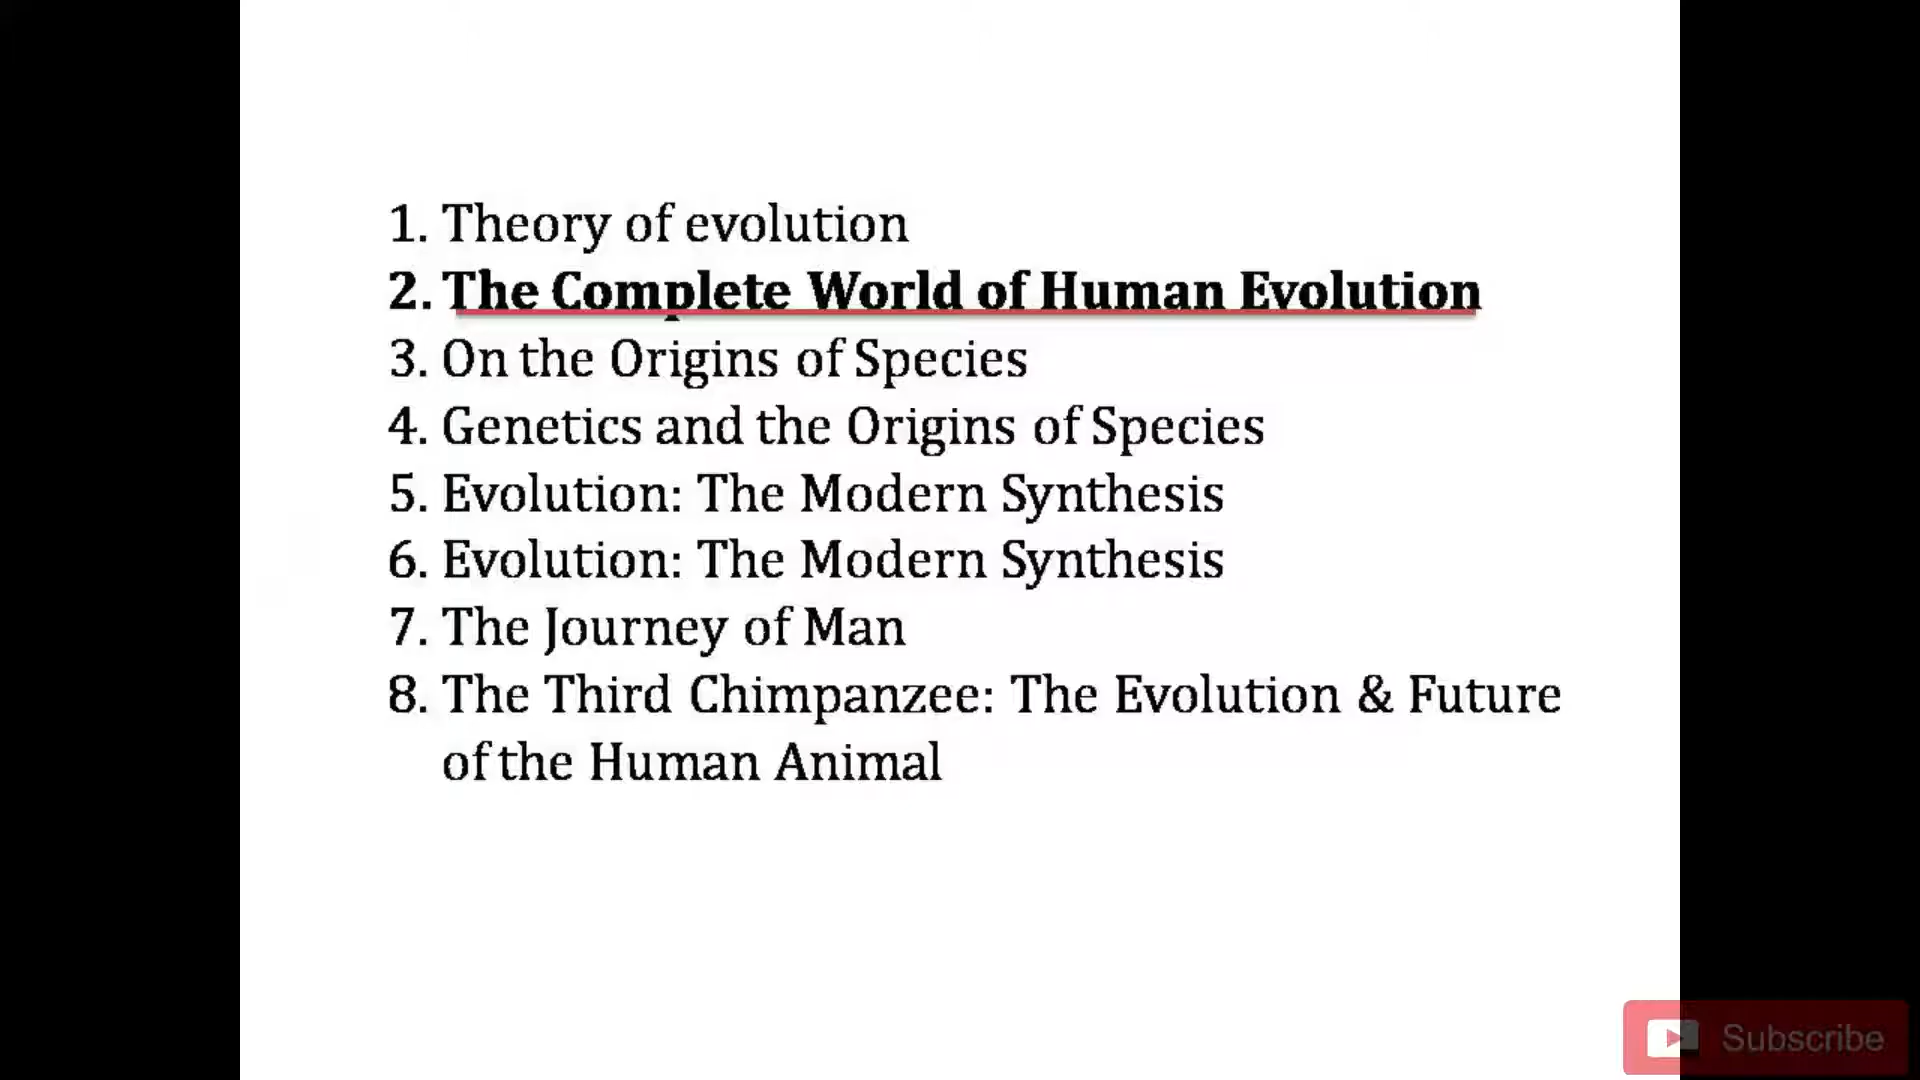 1. Theory of evolution
2. The Complete World of Human Evolution
3. On the Origins of Species
4. Genetics and the Origins of Species
5. Evolution: The Modern Synthesis
6. Evolution: The Modern Synthesis
7. The Journey of Man
8. The Third Chimpanzee: The Evolution & Future
of the Human Animal
Subscribe